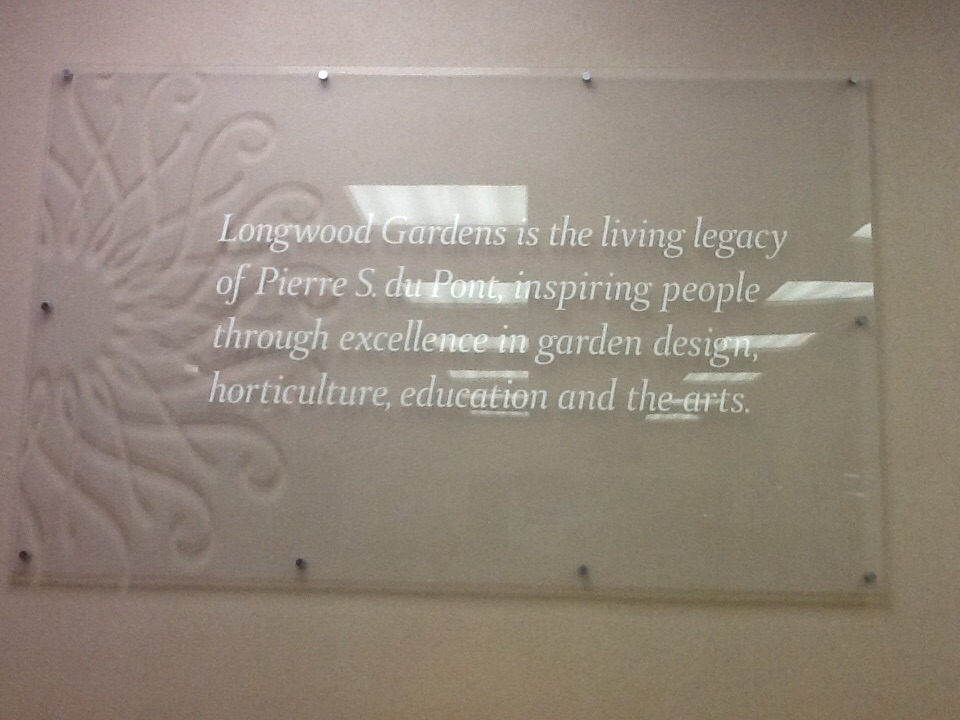 Longwood Gardens is the living legacy
of Pierre S. du Pont, inspiring people
through excellence in garden design,
horticulture, education and the arts.